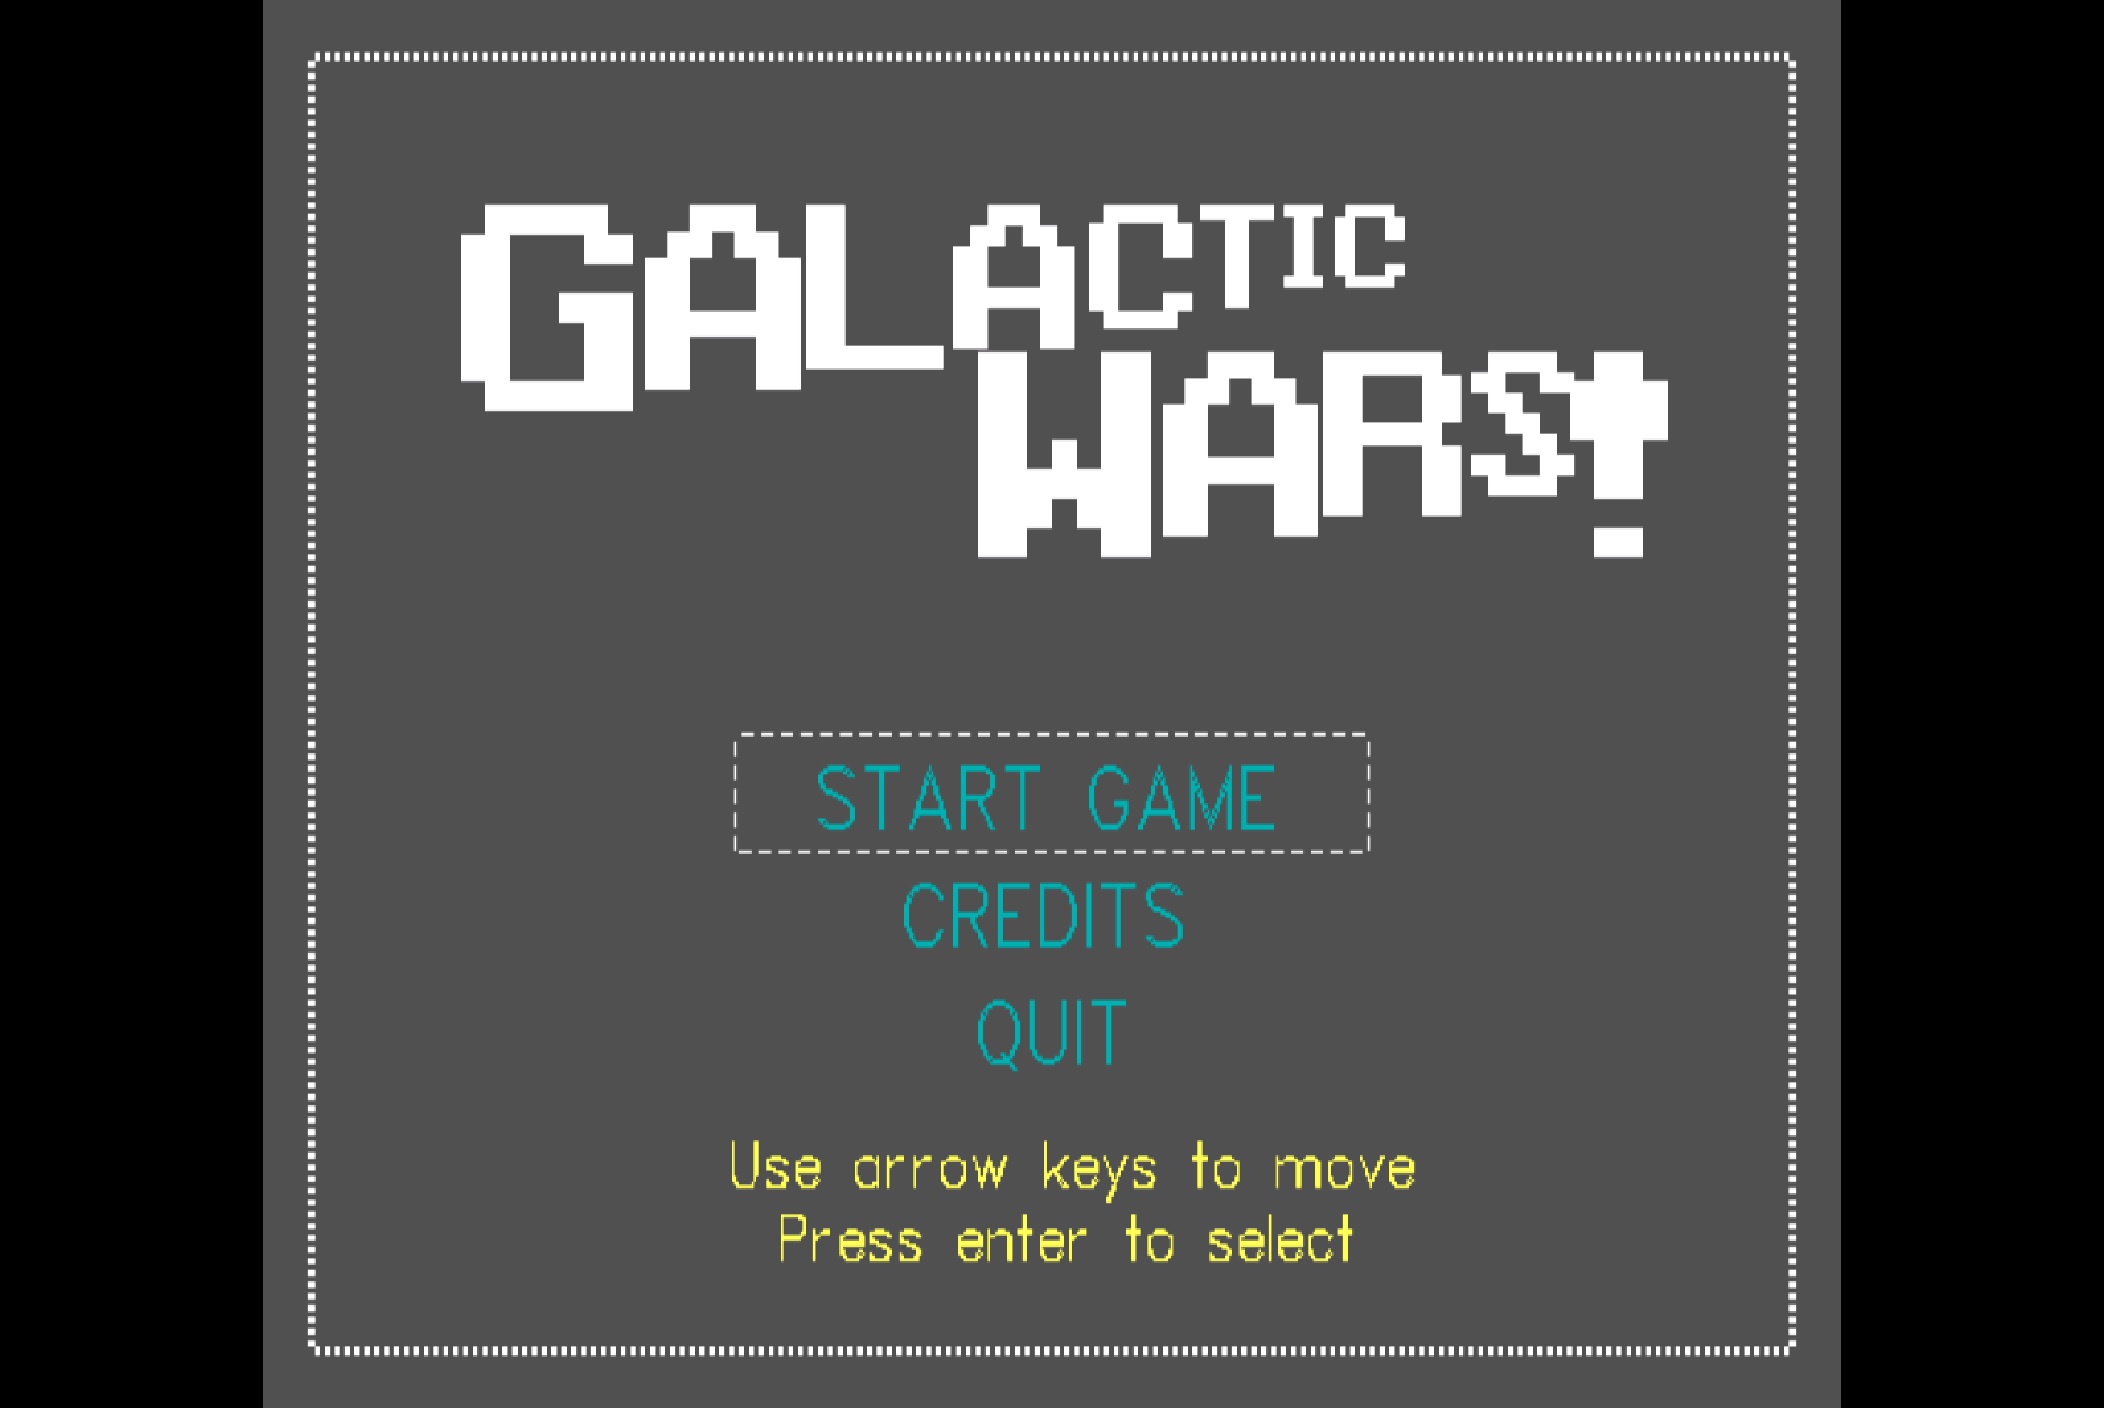 GALACTIC
WARS!
START GAME
CREDITS
QUIT
Use arrow keys to move
Press enter to select